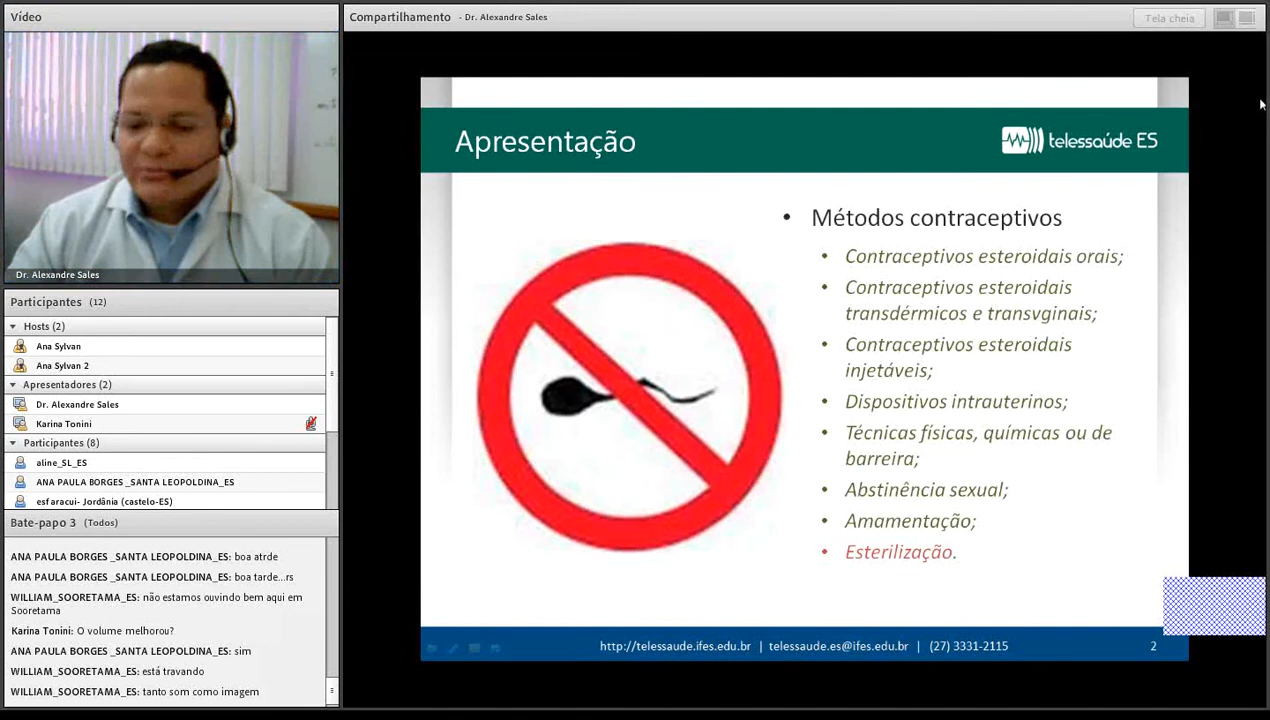 Vídeo
Dr. Alexandre Sales
Participantes (12)
Hosts (2)
Ana Sylvan
Ana Sylvan 2
Apresentadores (2)
Dr. Alexandre Sales
Karina Tonini
Participantes (8)
aline_SL_ES
ANA PAULA BORGES _SANTA LEOPOLDINA_ES
esf aracui- Jordânia (castelo-ES)
Bate-papo 3 (Todos)
ANA PAULA BORGES _SANTA LEOPOLDINA_ES: boa atrde
ANA PAULA BORGES _SANTA LEOPOLDINA_ES: boa tarde...rs
WILLIAM_SOORETAMA_ES: não estamos ouvindo bem aqui em
Sooretama
Karina Tonini: O volume melhorou?
ANA PAULA BORGES _SANTA LEOPOLDINA_ES: sim
WILLIAM_SOORETAMA_ES: está travando
WILLIAM_SOORETAMA_ES: tanto som como imagem
Compartilhamento - Dr. Alexandre Sales
Tela cheia
Apresentação
telessaúde ES
• Métodos contraceptivos
• Contraceptivos esteroidais orais;
• Contraceptivos esteroidais
transdérmicos e transvginais;
• Contraceptivos esteroidais
injetáveis;
• Dispositivos intrauterinos;
• Técnicas físicas, químicas ou de
barreira;
• Abstinência sexual;
• Amamentação;
• Esterilização.
http://telessaude.ifes.edu.br | telessaude.es@ifes.edu.br | (27) 3331-2115
2